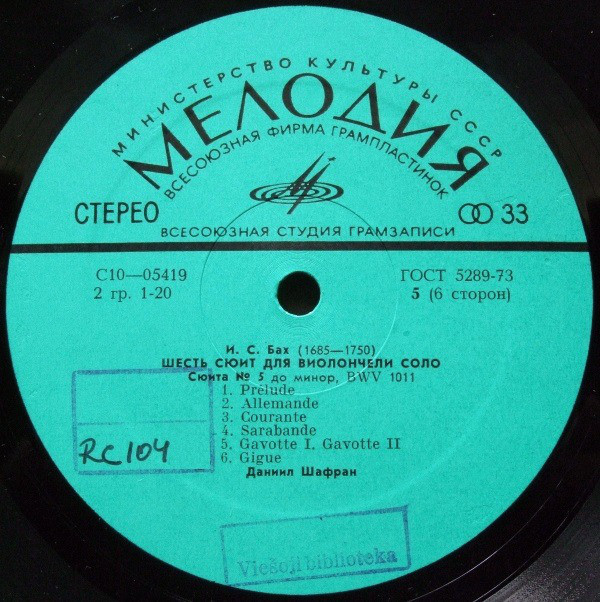 МИНИСТЕРСТВО КУЛЬТУРЫ СССР
МЕЛОДИЯ
ВСЕСОЮЗНАЯ ФИРМА ГРАМПЛАСТИНОК
СТЕРЕО
33
ВСЕСОЮЗНАЯ СТУДИЯ ГРАМЗАПИСИ
С10—05419
ГОСТ 5289-73
2 гр. 1-20
5 (6 сторон)
И. С. Бах (1685—1750)
ШЕСТЬ СЮИТ ДЛЯ ВИОЛОНЧЕЛИ СОЛО
Сюита № 5 до минор, BWV 1011
1. Prélude
2. Allemande
3. Courante
4. Sarabande
5. Gavotte I, Gavotte II
6. Gigue
Даниил Шафран
RC104
Viešoji biblioteka